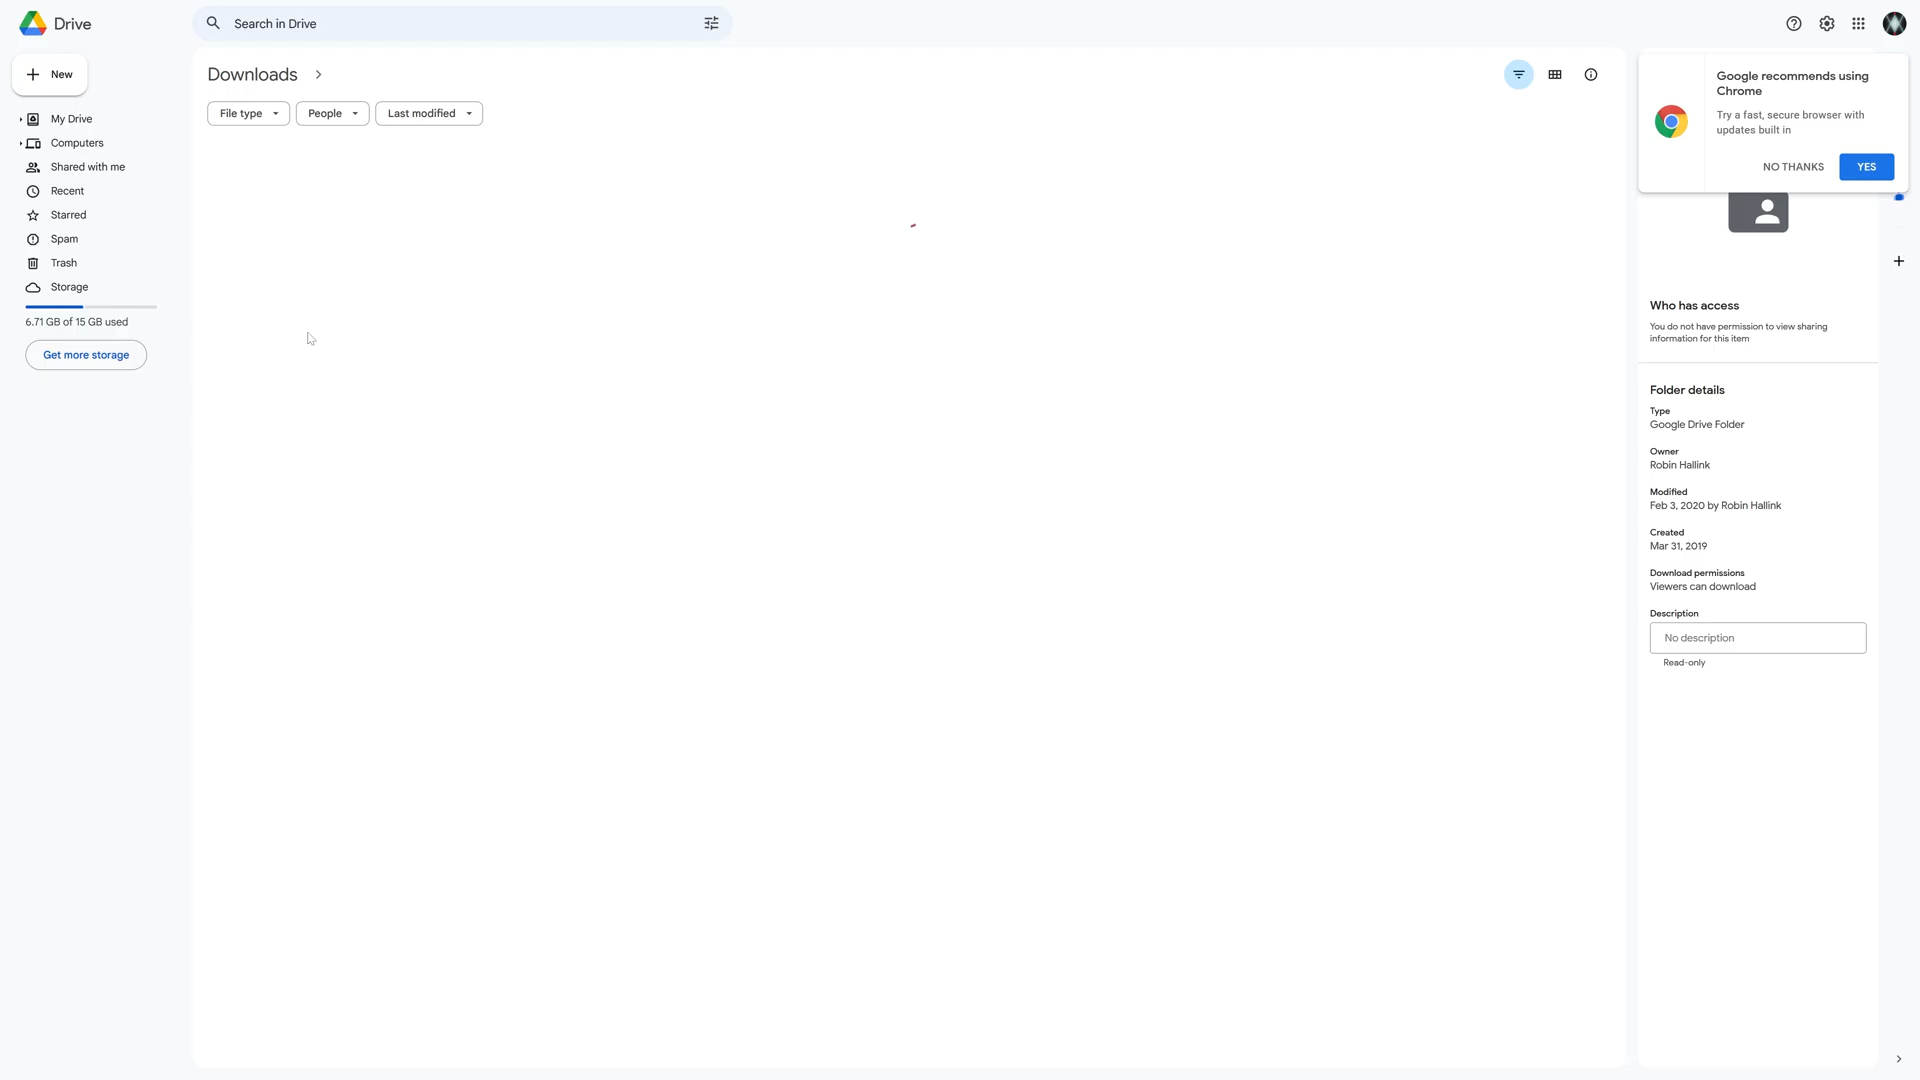 Drive
Search in Drive
New
My Drive
Computers
Shared with me
Recent
Starred
Spam
Trash
Storage
6.71 GB of 15 GB used
Get more storage
Downloads
File type
People
Last modified
Google recommends using
Chrome
Try a fast, secure browser with
updates built in
NO THANKS
YES
Who has access
You do not have permission to view sharing
information for this item
Folder details
Type
Google Drive Folder
Owner
Robin Hallink
Modified
Feb 3, 2020 by Robin Hallink
Created
Mar 31, 2019
Download permissions
Viewers can download
Description
No description
Read-only